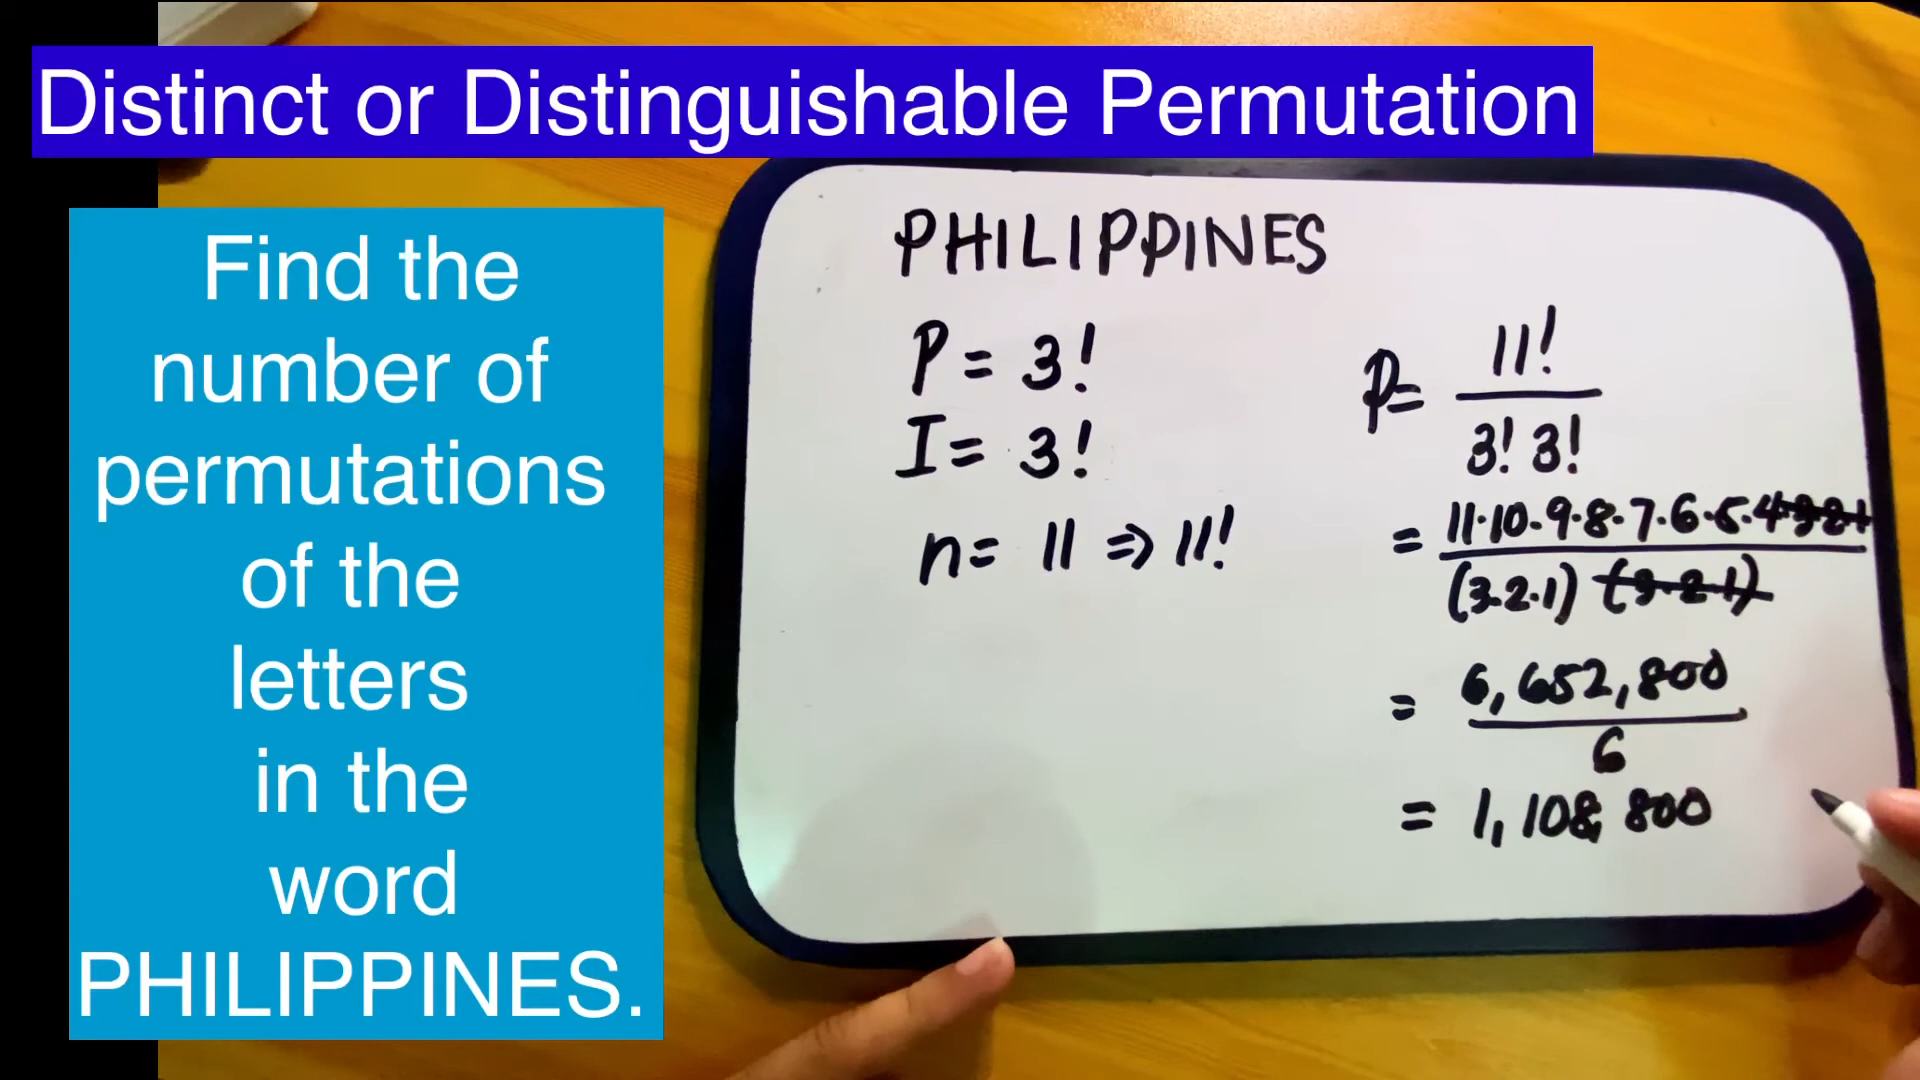 Distinct or Distinguishable Permutation
Find the
number of
permutations
of the
letters
in the
word
PHILIPPINES.
PHILIPPINES
P = 3!
I = 3!
n = 11 ⇒ 11!
P = 11!
3! 3!
= 11·10·9·8·7·6·5·4·3·2·1
(3·2·1) (3·2·1)
= 6,652,800
6
= 1,108,800